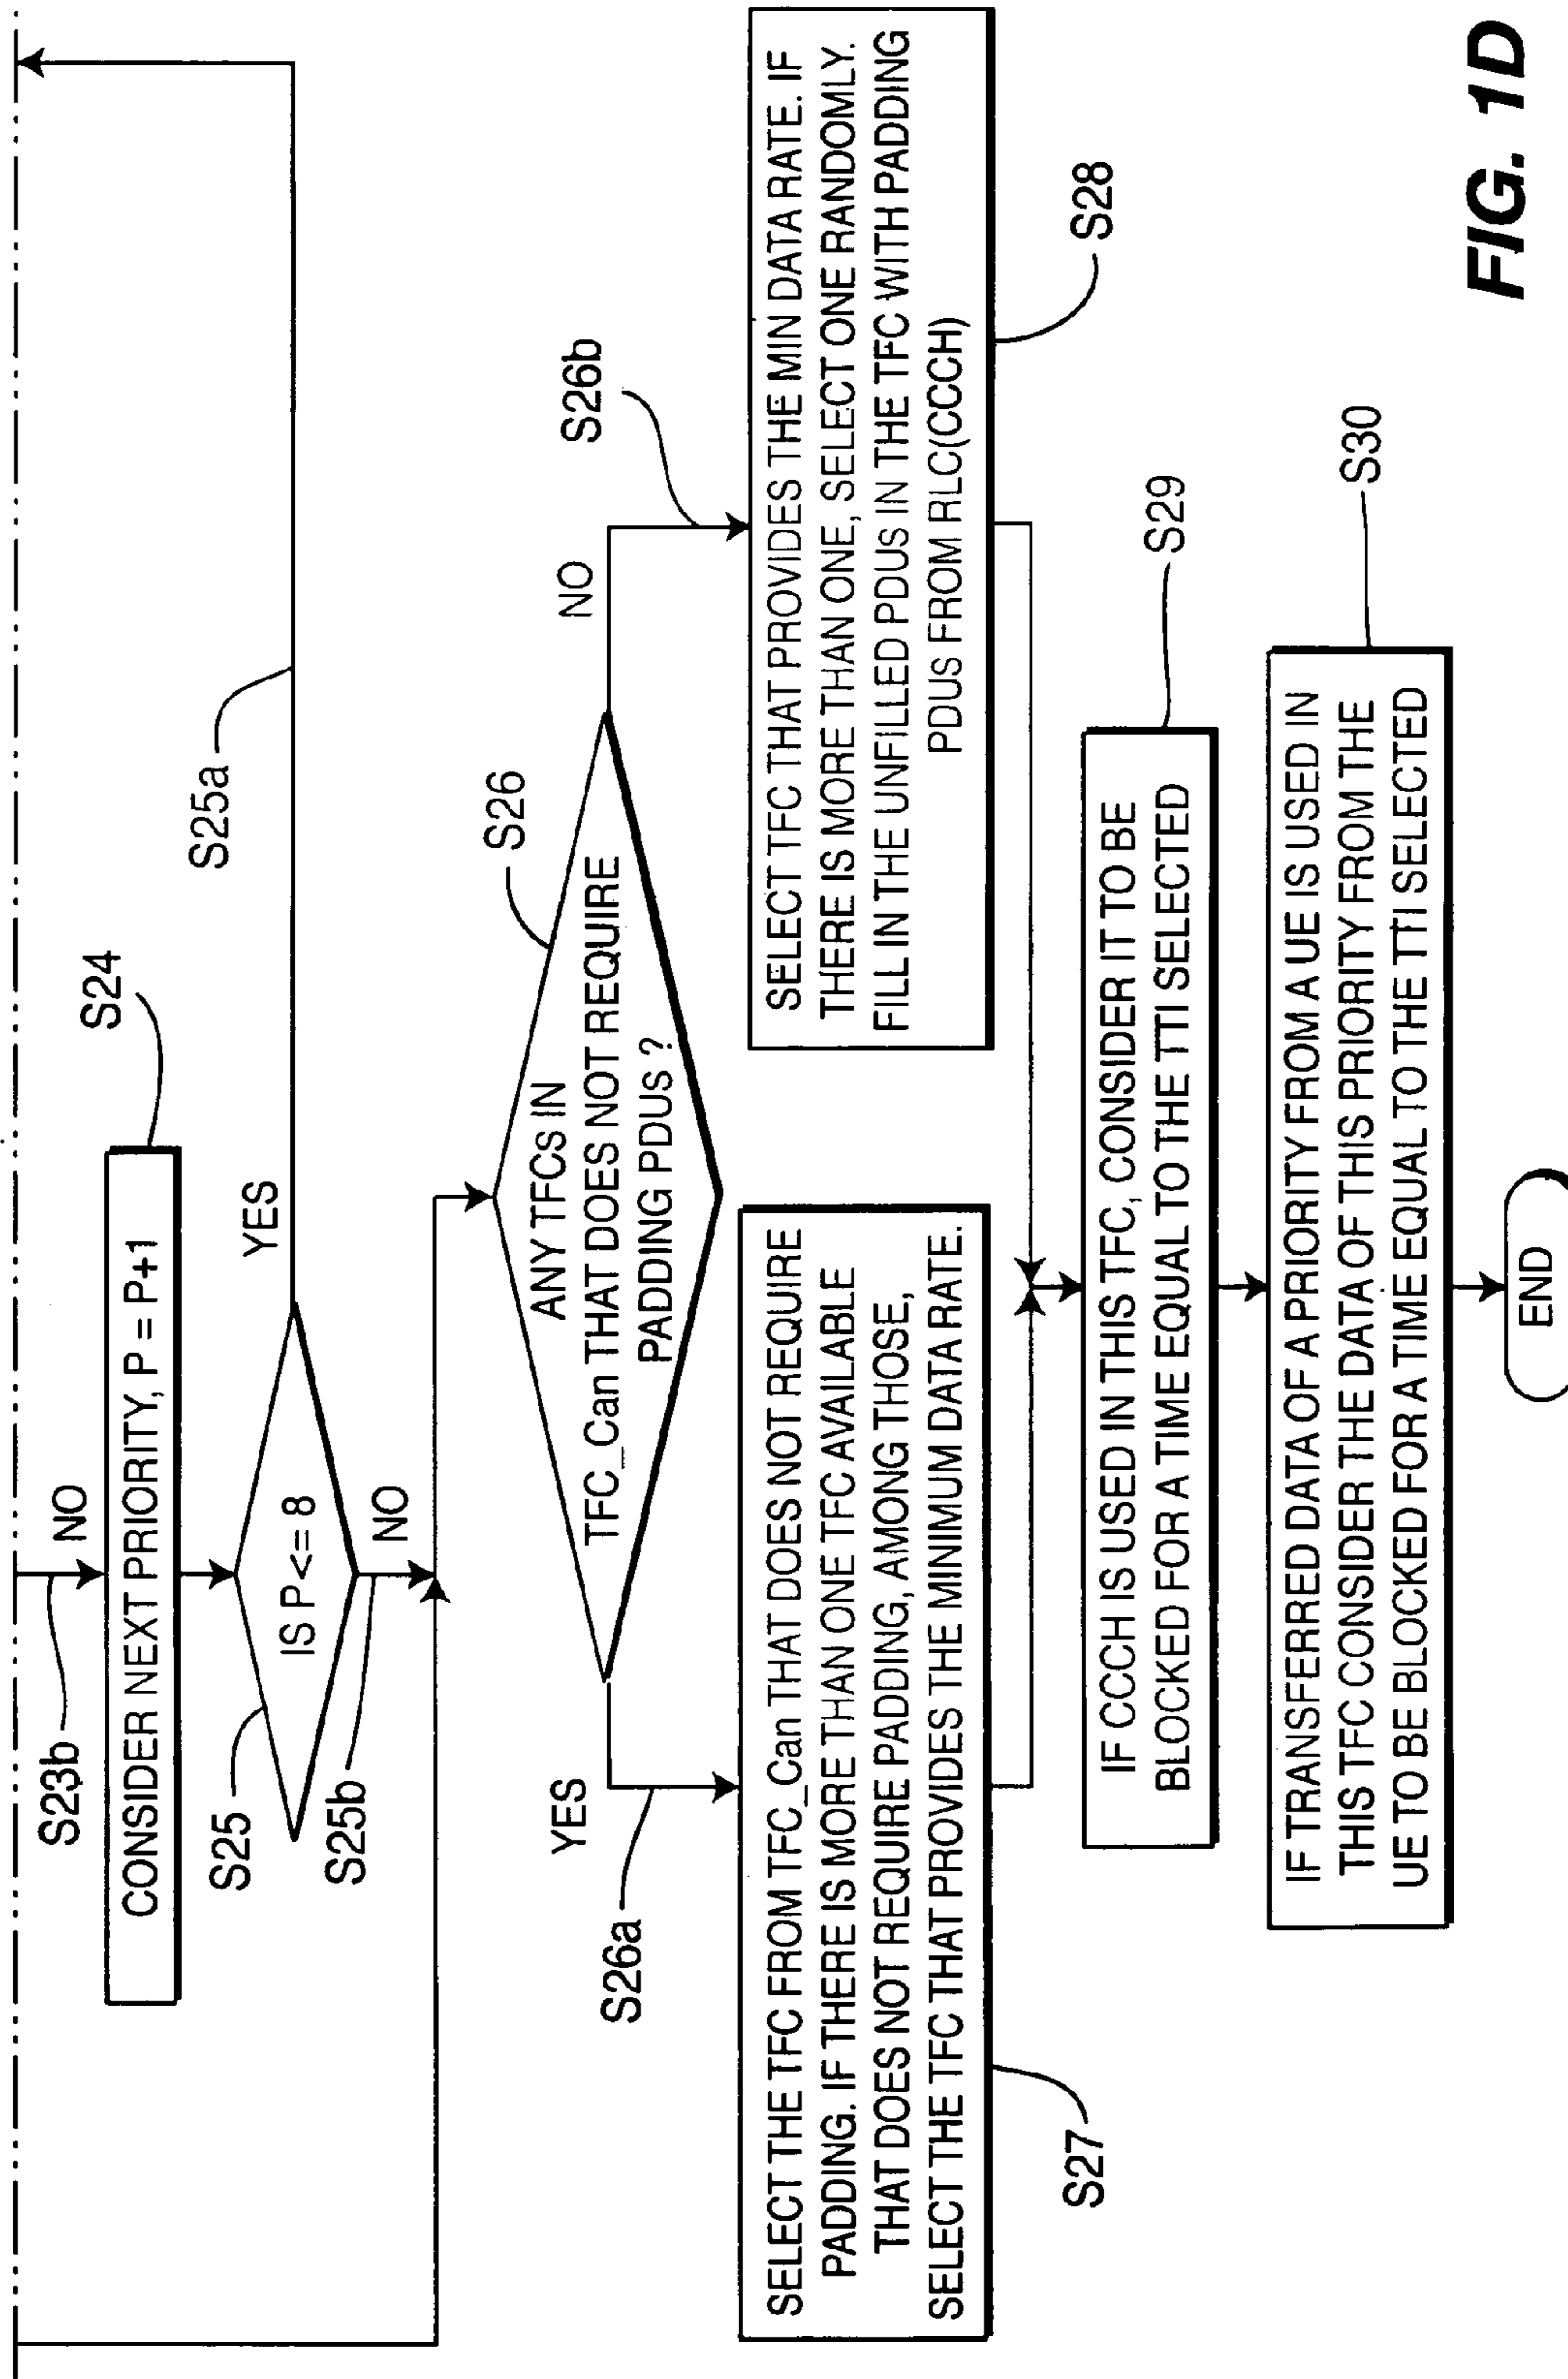 S23b
NO
S24
CONSIDER NEXT PRIORITY, P = P+1
S25
IS P <= 8
YES
S25a
S25b
NO
S26
ANY TFCS IN
TFC_Can THAT DOES NOT REQUIRE
PADDING PDUS ?
YES
NO
S26a
S26b
SELECT THE TFC FROM TFC_Can THAT DOES NOT REQUIRE
PADDING. IF THERE IS MORE THAN ONE TFC AVAILABLE
THAT DOES NOT REQUIRE PADDING, AMONG THOSE,
SELECT THE TFC THAT PROVIDES THE MINIMUM DATA RATE.
S27
SELECT TFC THAT PROVIDES THE MIN DATA RATE. IF
THERE IS MORE THAN ONE, SELECT ONE RANDOMLY.
FILL IN THE UNFILLED PDUS IN THE TFC WITH PADDING
PDUS FROM RLC(CCCH)
S28
IF CCCH IS USED IN THIS TFC, CONSIDER IT TO BE
BLOCKED FOR A TIME EQUAL TO THE TTI SELECTED
S29
IF TRANSFERRED DATA OF A PRIORITY FROM A UE IS USED IN
THIS TFC CONSIDER THE DATA OF THIS PRIORITY FROM THE
UE TO BE BLOCKED FOR A TIME EQUAL TO THE TTI SELECTED
S30
END
FIG. 1D